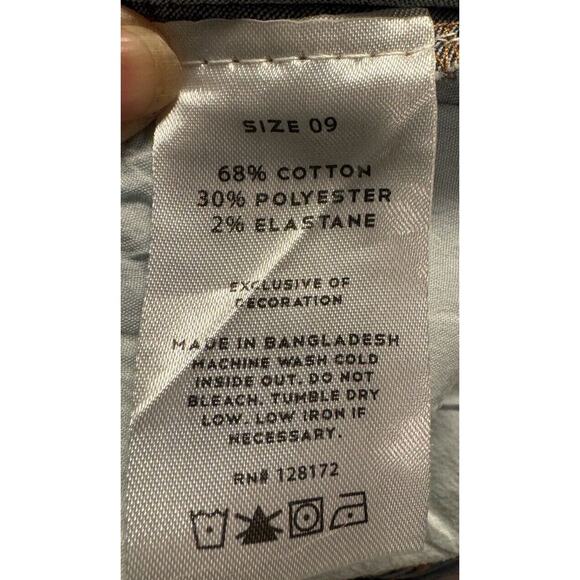 SIZE 09
68% COTTON
30% POLYESTER
2% ELASTANE
EXCLUSIVE OF
DECORATION
MADE IN BANGLADESH
MACHINE WASH COLD
INSIDE OUT. DO NOT
BLEACH. TUMBLE DRY
LOW. LOW IRON IF
NECESSARY.
RN# 128172